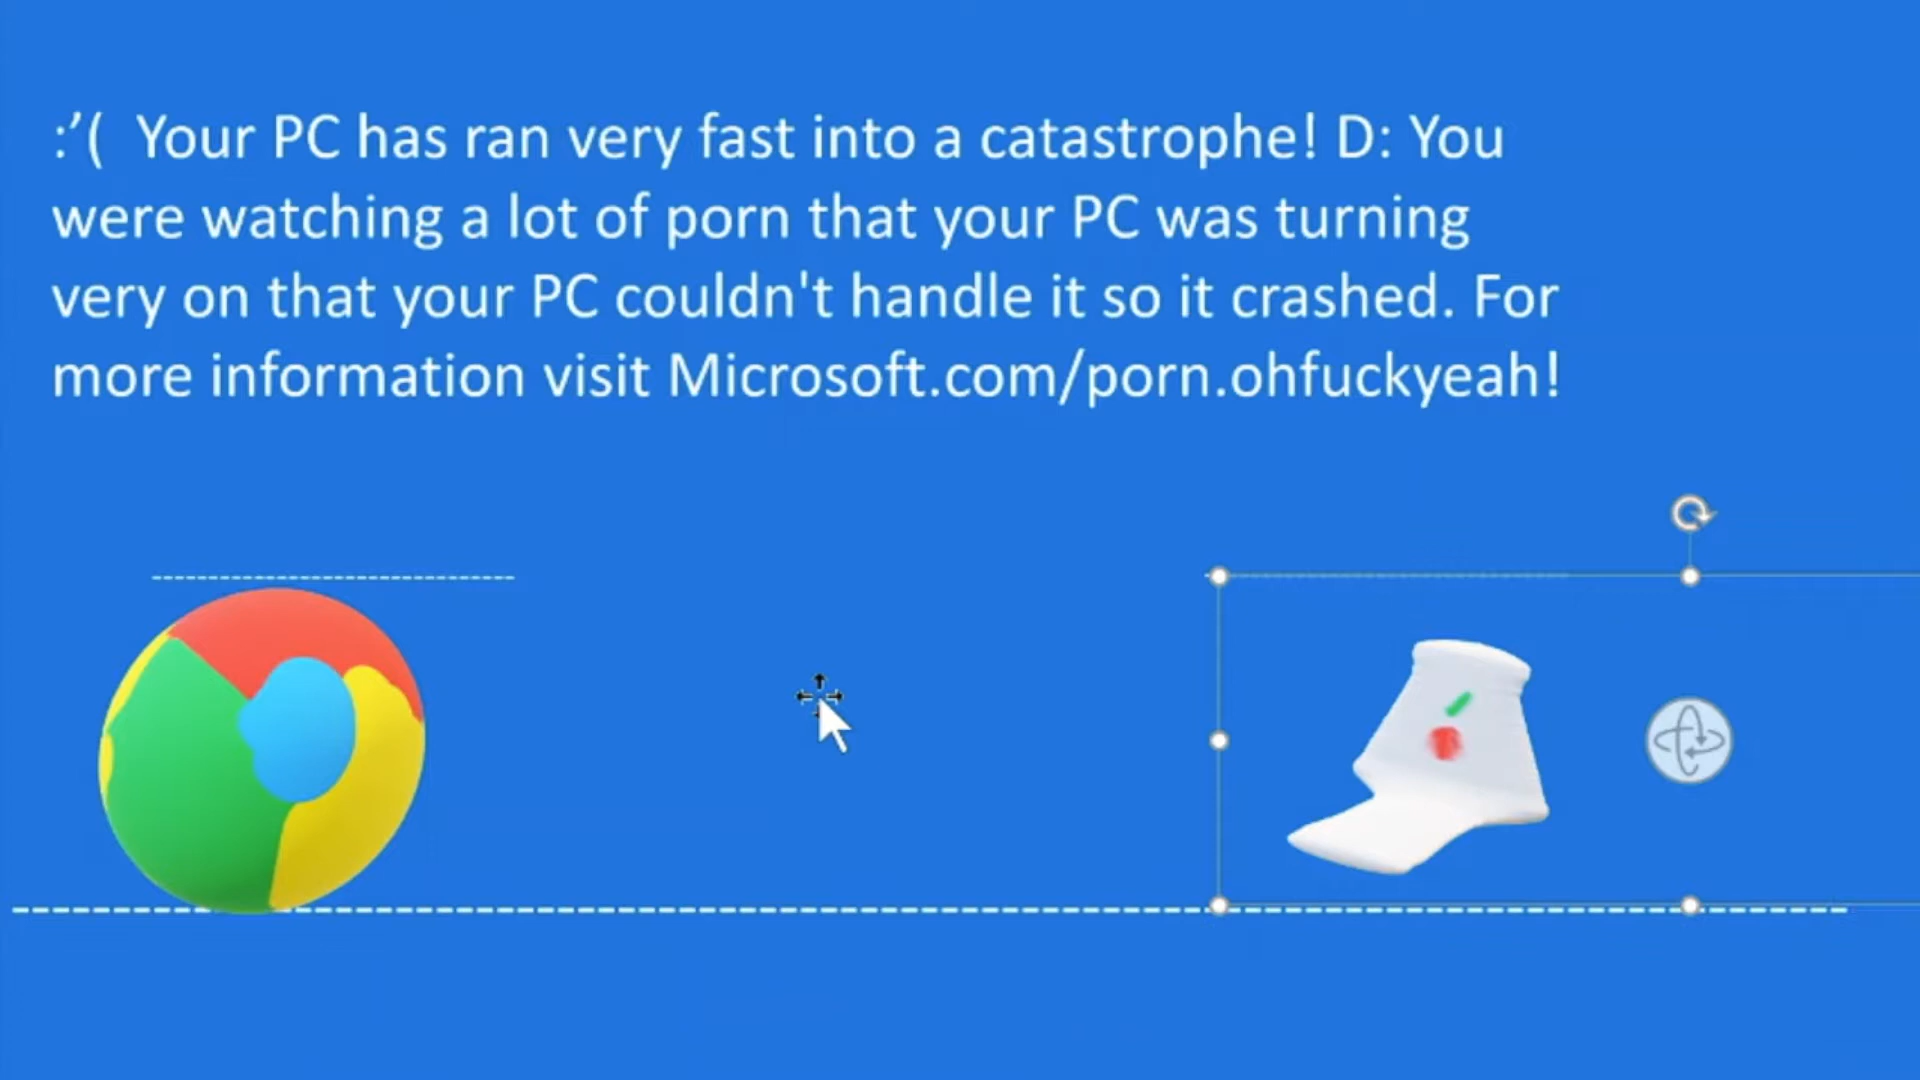 :’(  Your PC has ran very fast into a catastrophe! D: You
were watching a lot of porn that your PC was turning
very on that your PC couldn't handle it so it crashed. For
more information visit Microsoft.com/porn.ohfuckyeah!